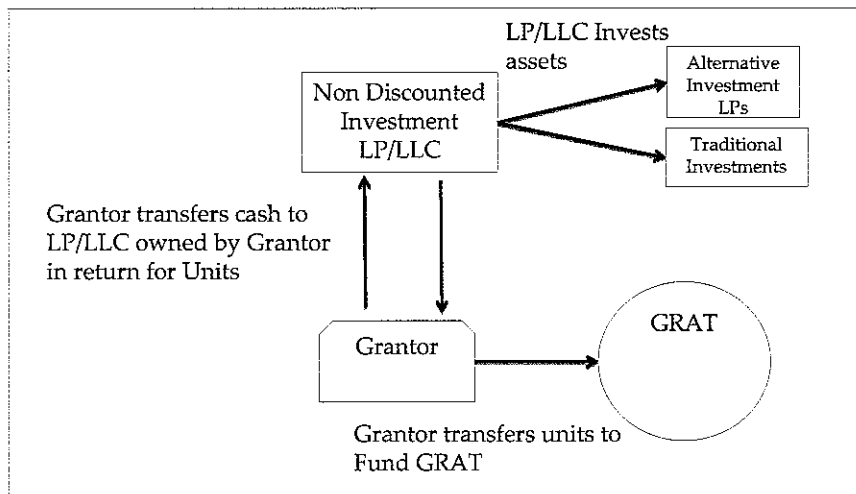 LP/LLC Invests
assets
Alternative
Investment
LPs
Non Discounted
Investment
LP/LLC
Traditional
Investments
Grantor transfers cash to
LP/LLC owned by Grantor
in return for Units
Grantor
GRAT
Grantor transfers units to
Fund GRAT